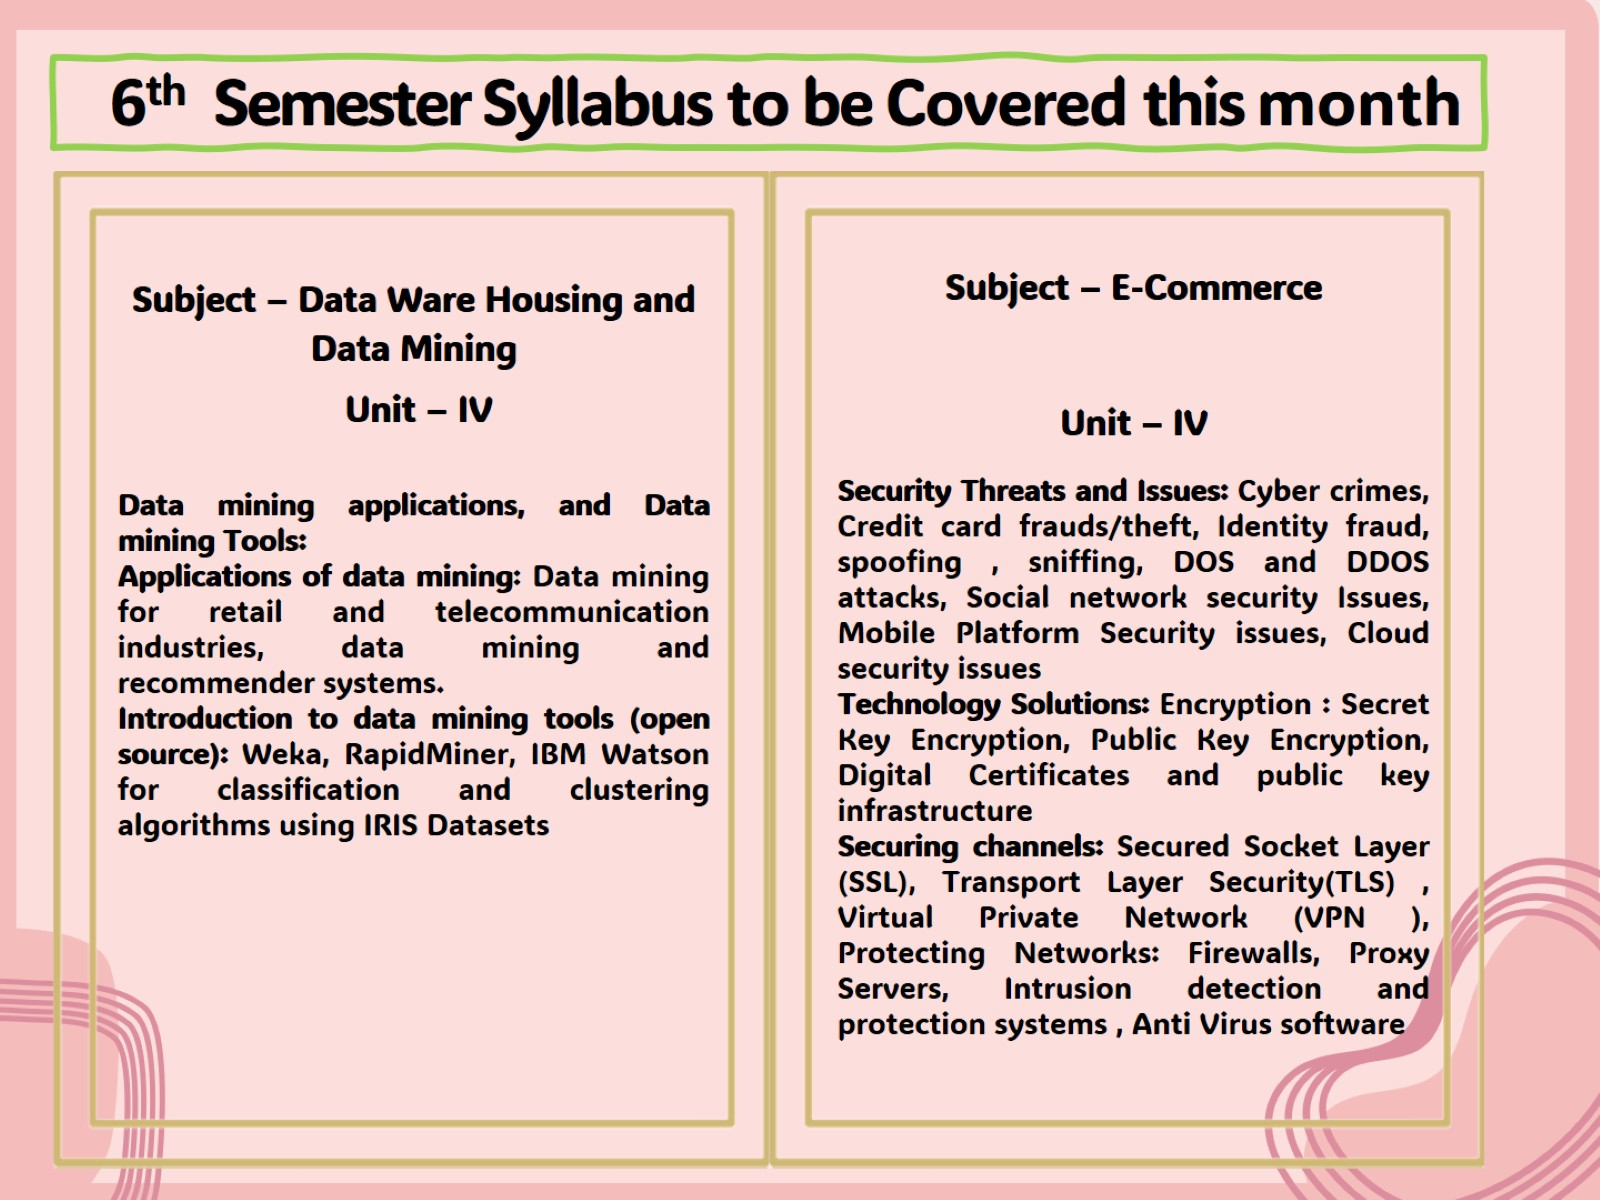 6th Semester Syllabus to be Covered this month
Subject – Data Ware Housing and
Data Mining
Unit – IV
Data mining applications, and Data
mining Tools:
Applications of data mining: Data mining
for retail and telecommunication
industries, data mining and
recommender systems.
Introduction to data mining tools (open
source): Weka, RapidMiner, IBM Watson
for classification and clustering
algorithms using IRIS Datasets
Subject – E-Commerce
Unit – IV
Security Threats and Issues: Cyber crimes,
Credit card frauds/theft, Identity fraud,
spoofing , sniffing, DOS and DDOS
attacks, Social network security Issues,
Mobile Platform Security issues, Cloud
security issues
Technology Solutions: Encryption : Secret
Key Encryption, Public Key Encryption,
Digital Certificates and public key
infrastructure
Securing channels: Secured Socket Layer
(SSL), Transport Layer Security(TLS) ,
Virtual Private Network (VPN ),
Protecting Networks: Firewalls, Proxy
Servers, Intrusion detection and
protection systems , Anti Virus software